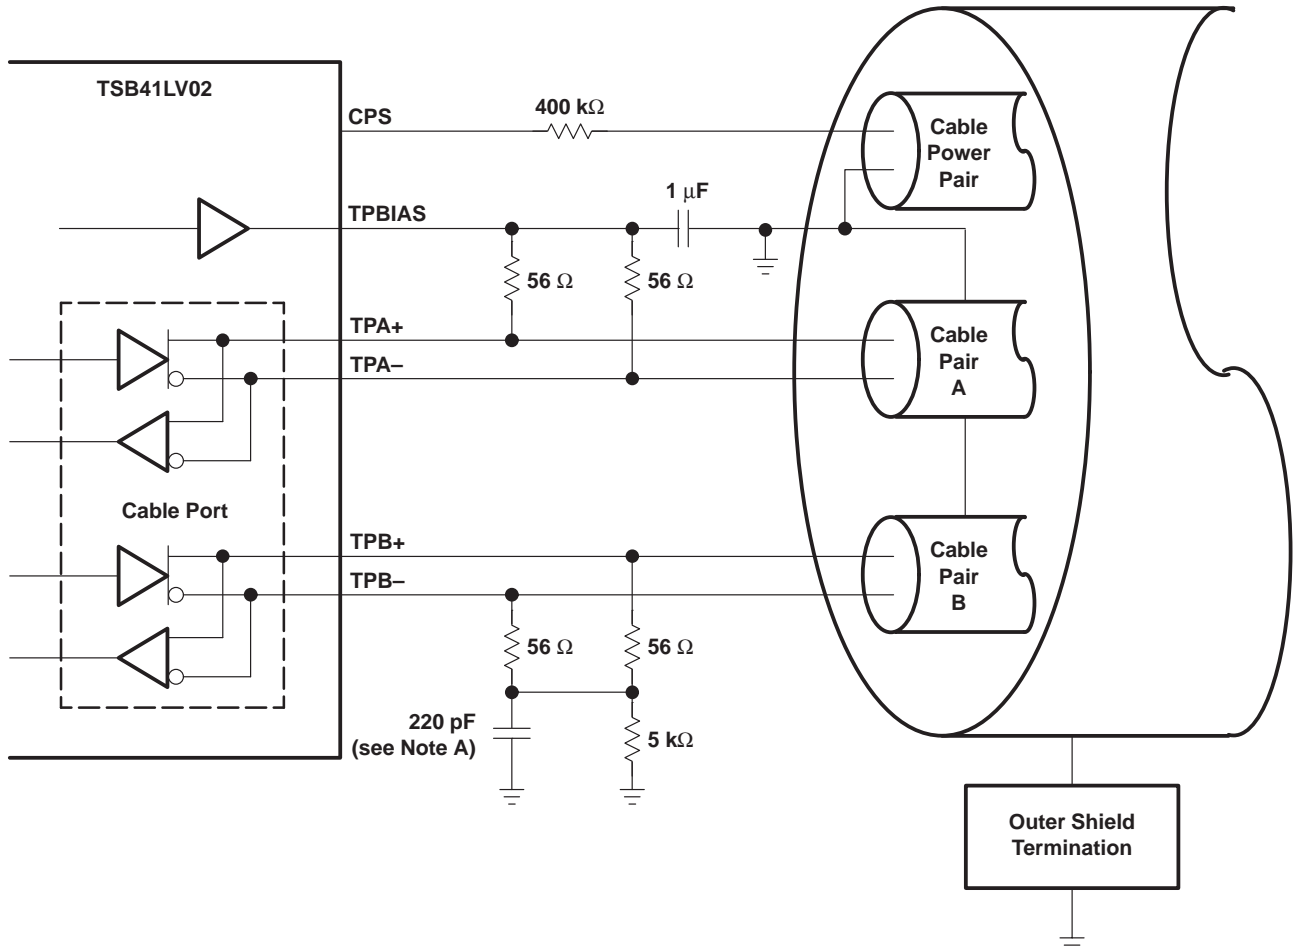 TSB41LV02
CPS
400 kΩ
Cable
Power
Pair
TPBIAS
1 μF
56 Ω
56 Ω
TPA+
TPA–
Cable
Pair
A
Cable Port
TPB+
TPB–
Cable
Pair
B
56 Ω
56 Ω
220 pF
(see Note A)
5 kΩ
Outer Shield
Termination